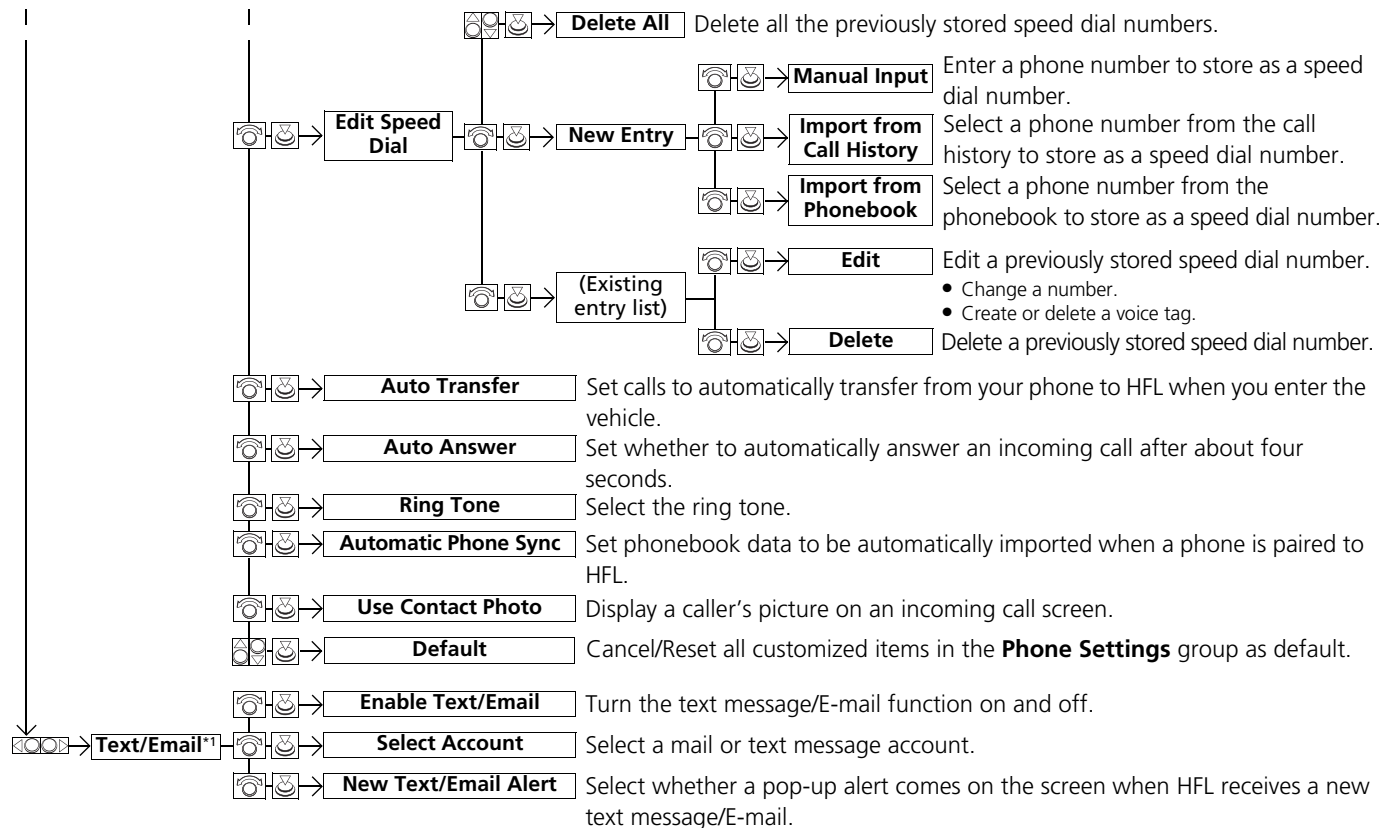 Delete All Delete all the previously stored speed dial numbers.
Manual Input Enter a phone number to store as a speed
dial number.
Edit Speed
Dial
New Entry
Import from
Call History
Select a phone number from the call
history to store as a speed dial number.
Import from
Phonebook
Select a phone number from the
phonebook to store as a speed dial number.
(Existing
entry list)
Edit Edit a previously stored speed dial number.
• Change a number.
• Create or delete a voice tag.
Delete Delete a previously stored speed dial number.
Auto Transfer Set calls to automatically transfer from your phone to HFL when you enter the
vehicle.
Auto Answer Set whether to automatically answer an incoming call after about four
seconds.
Ring Tone Select the ring tone.
Automatic Phone Sync Set phonebook data to be automatically imported when a phone is paired to
HFL.
Use Contact Photo Display a caller's picture on an incoming call screen.
Default Cancel/Reset all customized items in the Phone Settings group as default.
Enable Text/Email Turn the text message/E-mail function on and off.
Text/Email*1 Select Account Select a mail or text message account.
New Text/Email Alert Select whether a pop-up alert comes on the screen when HFL receives a new
text message/E-mail.